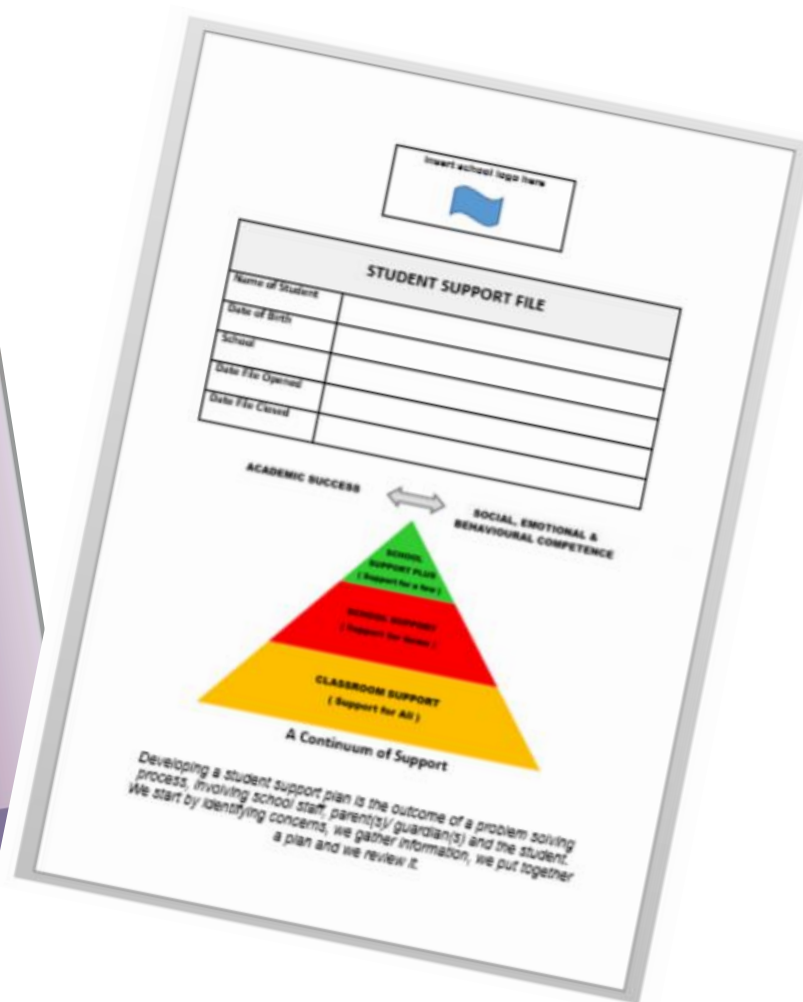 Insert school logo here
STUDENT SUPPORT FILE
Name of Student
Date of Birth
School
Date File Opened
Date File Closed
ACADEMIC SUCCESS
SOCIAL, EMOTIONAL &
BEHAVIOURAL COMPETENCE
SCHOOL
SUPPORT PLUS
( Support for a few )
SCHOOL SUPPORT
( Support for Some )
CLASSROOM SUPPORT
( Support for All )
A Continuum of Support
Developing a student support plan is the outcome of a problem solving
process, involving school staff, parent(s)/ guardian(s) and the student.
We start by identifying concerns, we gather information, we put together
a plan and we review it.